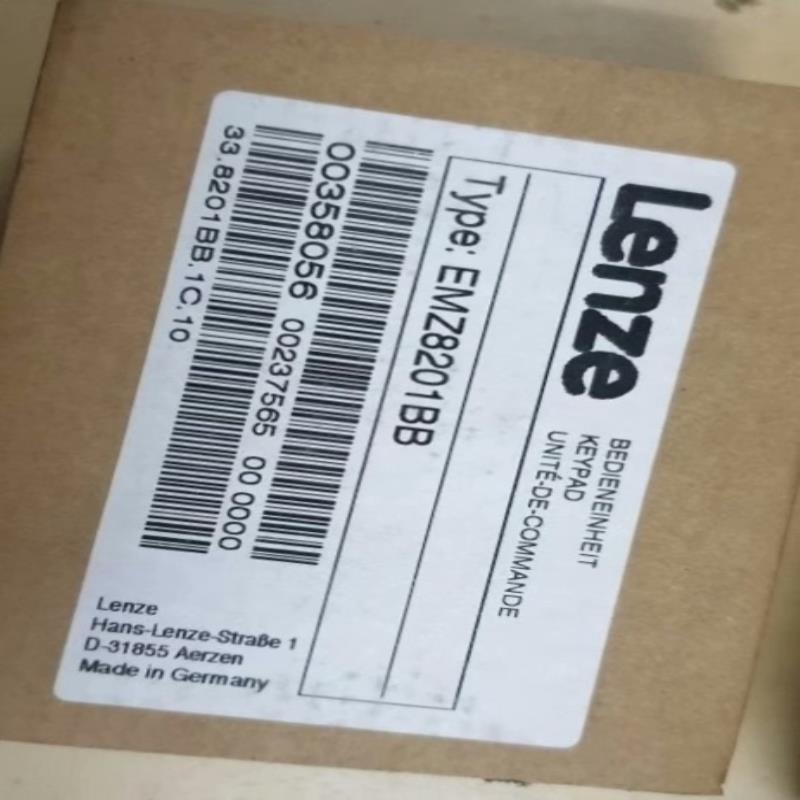 Lenze
BEDIENEINHEIT
KEYPAD
UNITÉ-DE-COMMANDE
Type: EMZ8201BB
00358056 00237565 00 0000
33.8201BB.1C.10
Lenze
Hans-Lenze-Straße 1
D-31855 Aerzen
Made in Germany